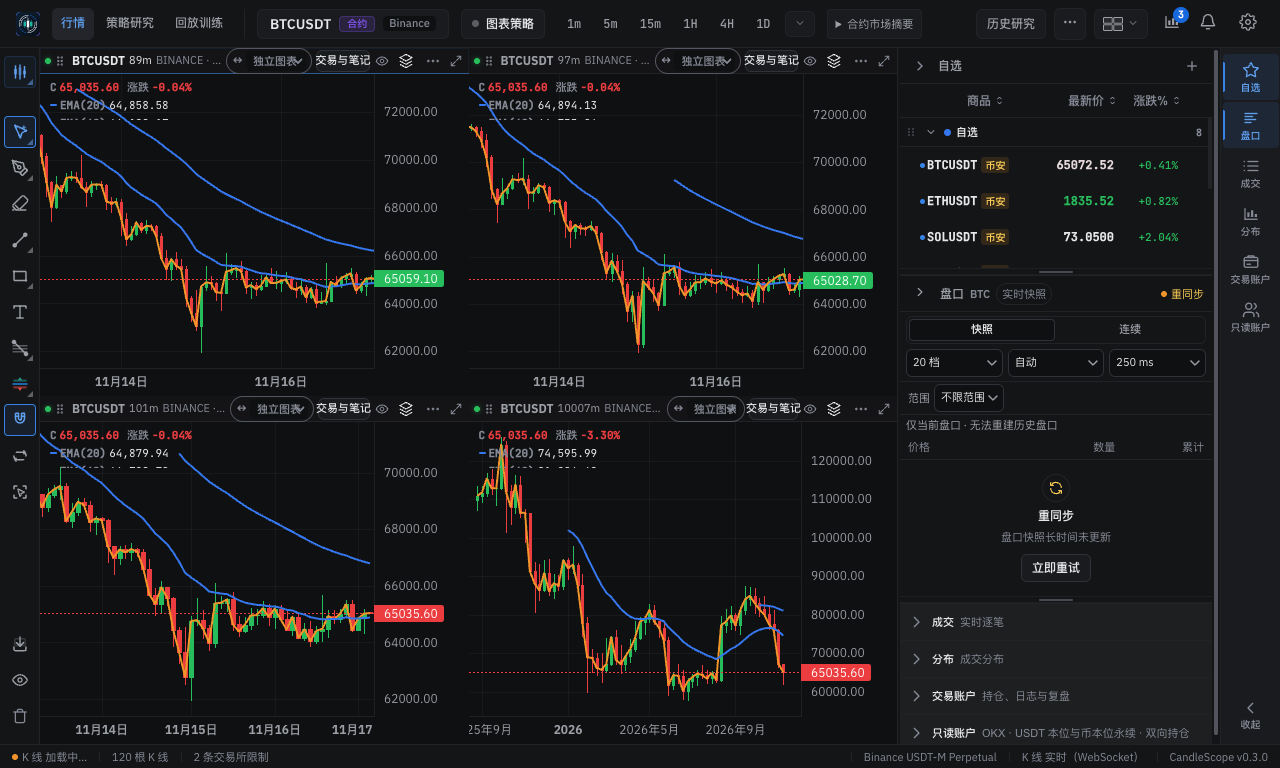 行情 策略研究 回放训练 BTCUSDT 合约 Binance 图表策略 1m 5m 15m 1H 4H 1D 合约市场摘要 历史研究 3
BTCUSDT 89m BINANCE · ... 独立图表 交易与笔记
C 65,035.60 涨跌 -0.04%
EMA(20) 64,858.58
72000.00
70000.00
68000.00
66000.00
65059.10
64000.00
62000.00
11月14日 11月16日
BTCUSDT 97m BINANCE · ... 独立图表 交易与笔记
C 65,035.60 涨跌 -0.04%
EMA(20) 64,894.13
72000.00
70000.00
68000.00
66000.00
65028.70
64000.00
62000.00
11月14日 11月16日
BTCUSDT 101m BINANCE ·... 独立图表 交易与笔记
C 65,035.60 涨跌 -0.04%
EMA(20) 64,879.94
70000.00
68000.00
66000.00
65035.60
64000.00
62000.00
11月14日 11月15日 11月16日 11月17
BTCUSDT 10007m BINANCE... 独立图表 交易与笔记
C 65,035.60 涨跌 -3.30%
EMA(20) 74,595.99
120000.00
110000.00
100000.00
90000.00
80000.00
70000.00
65035.60
60000.00
25年9月 2026 2026年5月 2026年9月
自选
商品 最新价 涨跌%
自选 8
BTCUSDT 币安 65072.52 +0.41%
ETHUSDT 币安 1835.52 +0.82%
SOLUSDT 币安 73.0500 +2.04%
盘口 BTC 实时快照 重同步
快照 连续
20 档 自动 250 ms
范围 不限范围
仅当前盘口 · 无法重建历史盘口
价格 数量 累计
重同步
盘口快照长时间未更新
立即重试
成交 实时逐笔
分布 成交分布
交易账户 持仓、日志与复盘
只读账户 OKX · USDT 本位与币本位永续 · 双向持仓
自选
盘口
成交
分布
交易账户
只读账户
收起
K 线 加载中... 120 根 K 线 2 条交易所限制 Binance USDT-M Perpetual K 线 实时（WebSocket） CandleScope v0.3.0